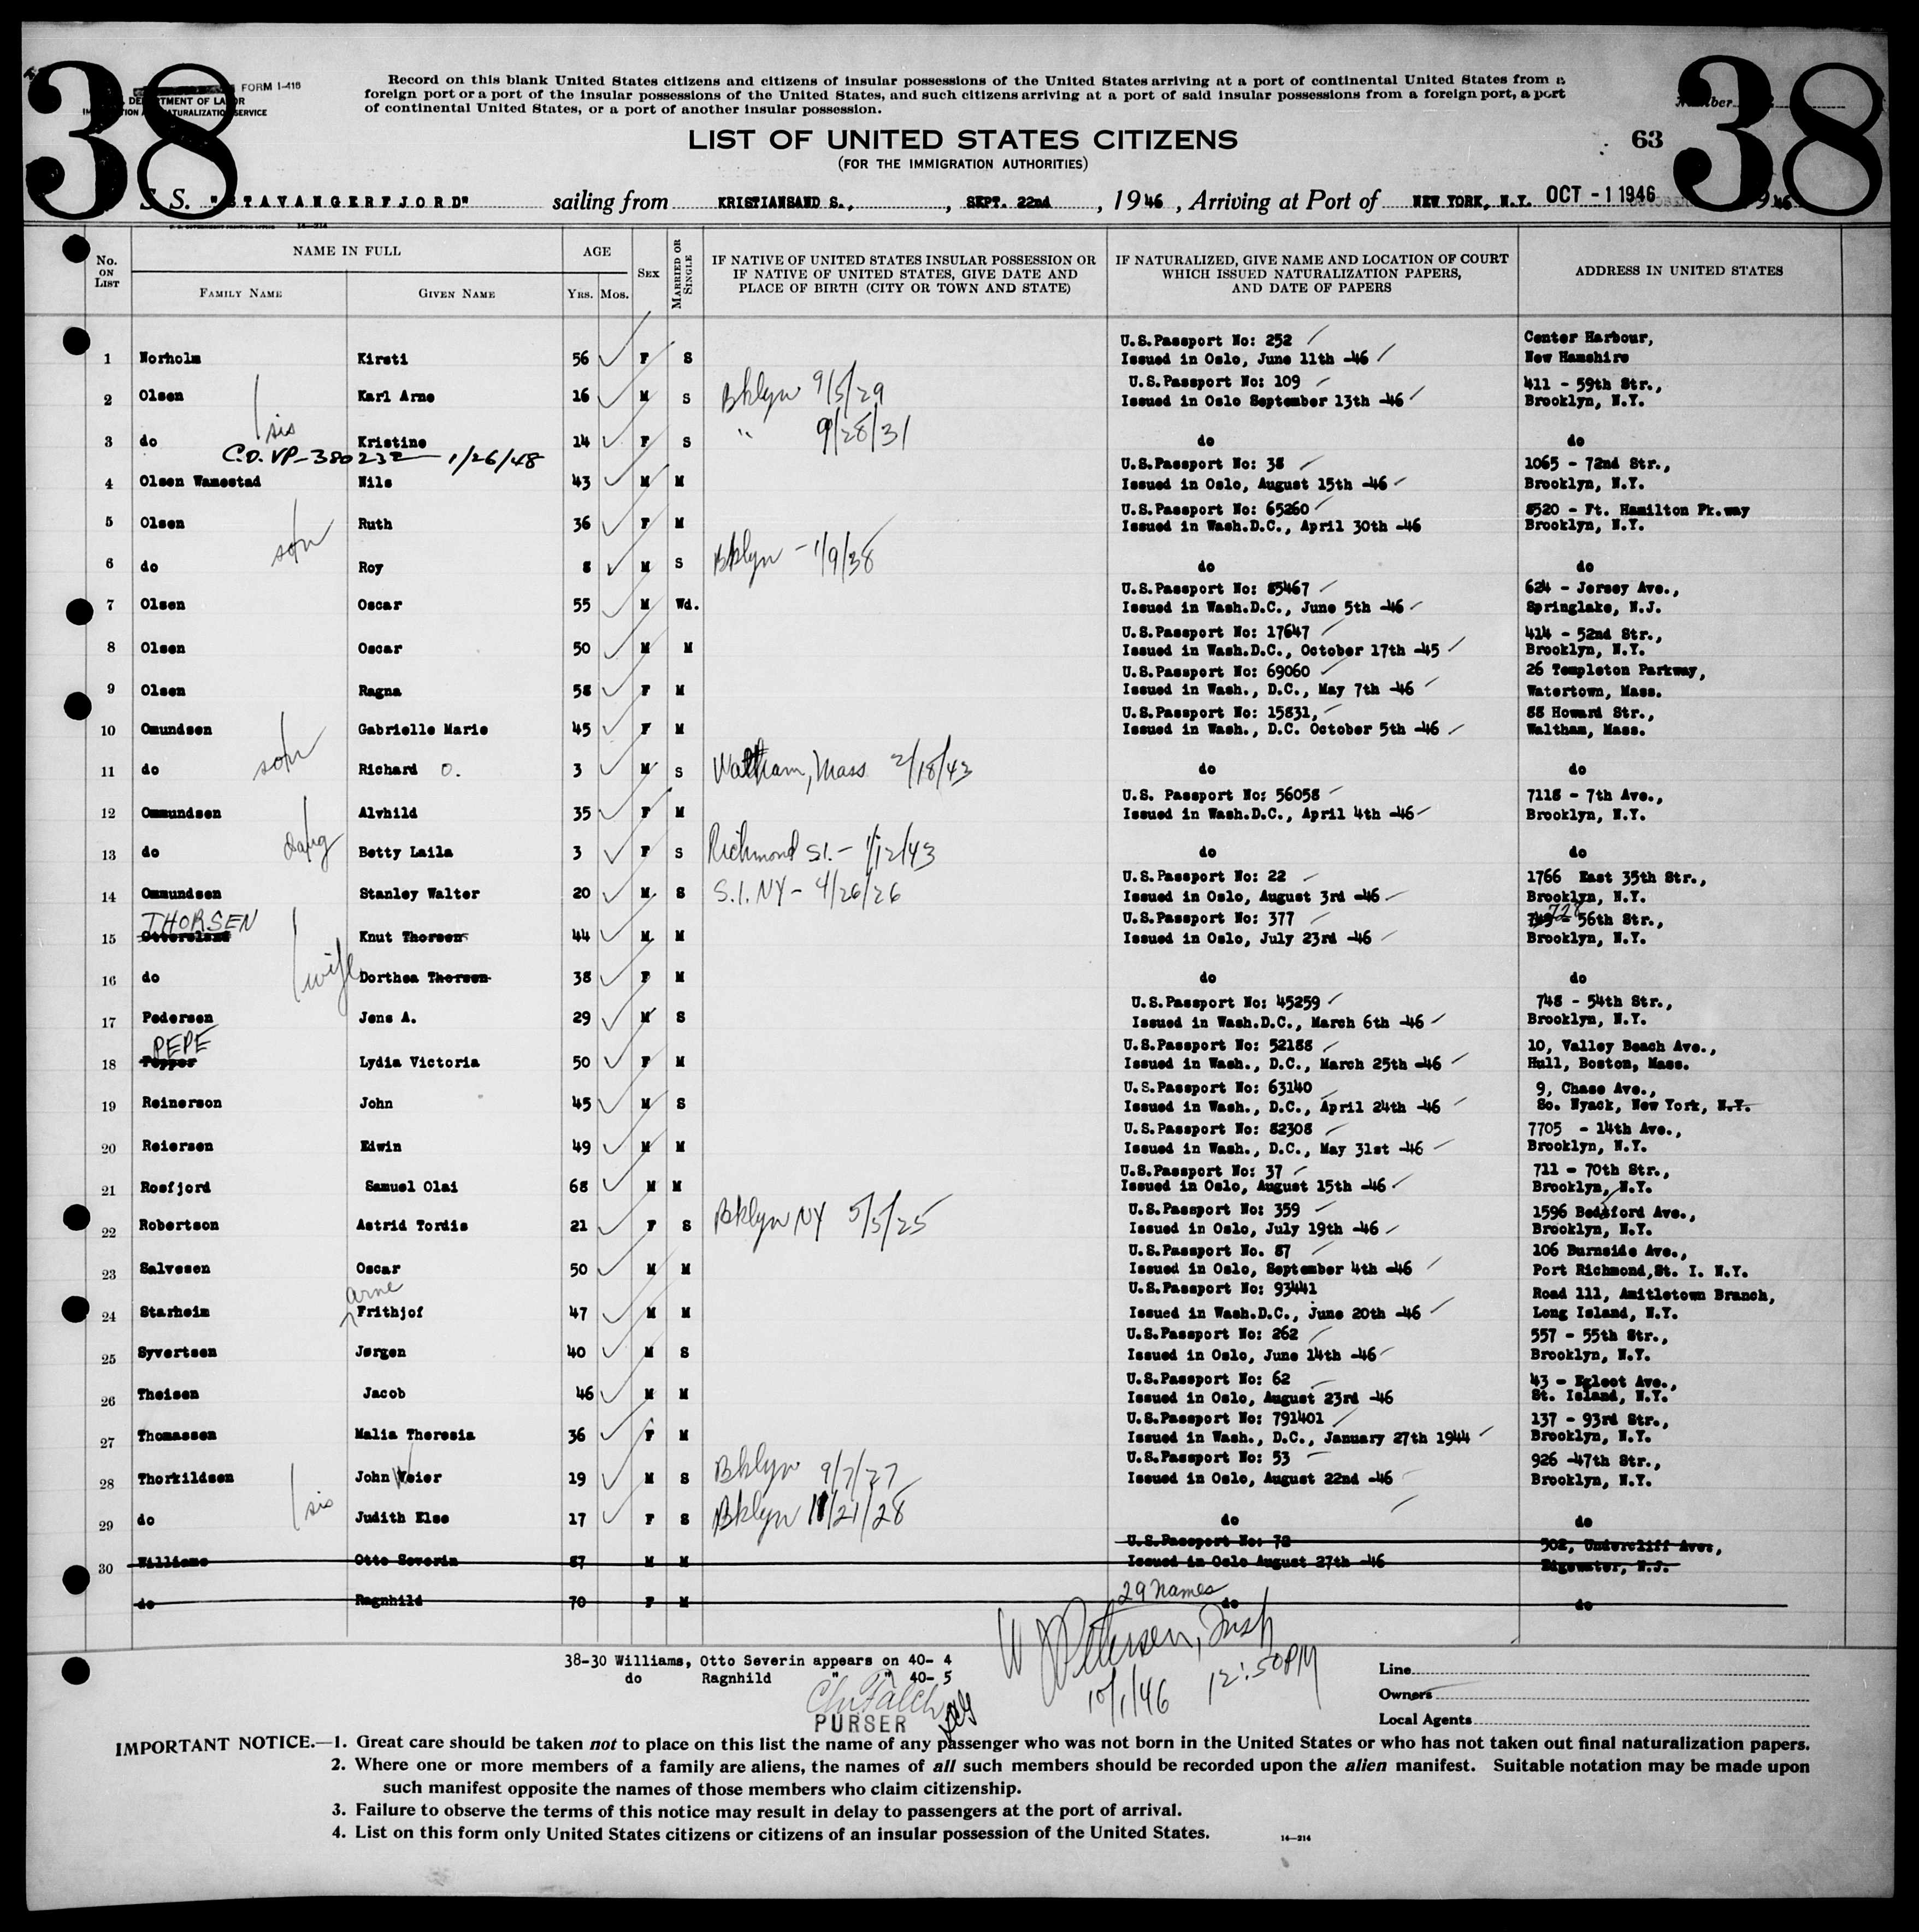 38
38
FORM I-416
DEPARTMENT OF LABOR
Record on this blank United States citizens and citizens of insular possessions of the United States arriving at a port of continental United States from a
foreign port or a port of the insular possessions of the United States, and such citizens arriving at a port of said insular possessions from a foreign port, a port
of continental United States, or a port of another insular possession.
LIST OF UNITED STATES CITIZENS
(FOR THE IMMIGRATION AUTHORITIES)
63
S. S. "STAVANGERFJORD" sailing from KRISTIANSAND S., , SEPT. 22nd , 1946 , Arriving at Port of NEW YORK, N.Y. OCT - 1 1946
No. ON LIST
NAME IN FULL
FAMILY NAME
GIVEN NAME
AGE
YRS. MOS.
SEX
MARRIED OR SINGLE
IF NATIVE OF UNITED STATES INSULAR POSSESSION OR
IF NATIVE OF UNITED STATES, GIVE DATE AND
PLACE OF BIRTH (CITY OR TOWN AND STATE)
IF NATURALIZED, GIVE NAME AND LOCATION OF COURT
WHICH ISSUED NATURALIZATION PAPERS,
AND DATE OF PAPERS
ADDRESS IN UNITED STATES
U.S.Passport No: 252 Center Harbour,
1 Norholm Kirsti 56 F S Issued in Oslo, June 11th -46 New Hamshire
U.S.Passport No: 109 411 - 59th Str.,
2 Olsen Karl Arne 16 M S Bklyn 9/5/29 Issued in Oslo September 13th -46 Brooklyn, N.Y.
3 do sis Kristine 14 F S " 9/28/31 do do
C.O. VP-380232 1/26/48
U.S.Passport No: 38 1065 - 72nd Str.,
4 Olsen Wamestad Nils 43 M M Issued in Oslo, August 15th -46 Brooklyn, N.Y.
U.S.Passport No: 65260 8520 - Ft. Hamilton Pk.way
5 Olsen Ruth 36 F M Issued in Wash.D.C., April 30th -46 Brooklyn, N.Y.
6 do son Roy 8 M S Bklyn - 1/9/38 do do
U.S.Passport No: 85467 624 - Jersey Ave.,
7 Olsen Oscar 55 M Wd. Issued in Wash.D.C., June 5th -46 Springlake, N.J.
U.S.Passport No: 17647 414 - 52nd Str.,
8 Olsen Oscar 50 M M Issued in Wash.D.C., October 17th -45 Brooklyn, N.Y.
U.S.Passport No: 69060 26 Templeton Parkway,
9 Olsen Ragna 58 F M Issued in Wash., D.C., May 7th -46 Watertown, Mass.
U.S.Passport No: 15831, 88 Howard Str.,
10 Omundsen Gabrielle Marie 45 F M Issued in Wash., D.C. October 5th -46 Waltham, Mass.
11 do son Richard O. 3 M S Waltham, Mass 2/18/43 do do
U.S. Passport No: 56058 7118 - 7th Ave.,
12 Ommundsen Alvhild 35 F M Issued in Wash.D.C., April 4th -46 Brooklyn, N.Y.
13 do daug Betty Laila 3 F S Richmond S.I. - 1/12/43 do do
U.S.Passport No: 22 1766 East 35th Str.,
14 Ommundsen Stanley Walter 20 M S S.I. NY - 4/26/26 Issued in Oslo, August 3rd -46 Brooklyn, N.Y.
THORSEN U.S.Passport No: 377 728 56th Str.,
15 Knut Thorsen 44 M M Issued in Oslo, July 23rd -46 Brooklyn, N.Y.
16 do wife Dorthea Thorsen 38 F M do do
U.S.Passport No: 45259 748 - 54th Str.,
17 Pedersen Jens A. 29 M S Issued in Wash.D.C., March 6th -46 Brooklyn, N.Y.
PEPE U.S.Passport No: 52188 10, Valley Beach Ave.,
18 Pepper Lydia Victoria 50 F M Issued in Wash., D.C., March 25th -46 Hull, Boston, Mass.
U.S.Passport No: 63140 9, Chase Ave.,
19 Reinerson John 45 M S Issued in Wash., D.C., April 24th -46 So. Nyack, New York, N.Y.
U.S.Passport No: 82308 7705 - 14th Ave.,
20 Reiersen Edwin 49 M M Issued in Wash., D.C., May 31st -46 Brooklyn, N.Y.
U.S.Passport No: 37 711 - 70th Str.,
21 Rosfjord Samuel Olai 68 M M Issued in Oslo, August 15th -46 Brooklyn, N.Y.
U.S.Passport No: 359 1596 Bedsford Ave.,
22 Robertson Astrid Tordis 21 F S Bklyn NY 5/5/25 Issued in Oslo, July 19th -46 Brooklyn, N.Y.
U.S.Passport No. 87 106 Burnside Ave.,
23 Salvesen Oscar 50 M M Issued in Oslo, September 4th -46 Port Richmond,St. I. N.Y.
arne U.S.Passport No: 93441 Road 111, Amitletown Branch,
24 Starheim Frithjof 47 M M Issued in Wash.D.C., June 20th -46 Long Island, N.Y.
U.S.Passport No: 262 557 - 55th Str.,
25 Syvertsen Jørgen 40 M S Issued in Oslo, June 14th -46 Brooklyn, N.Y.
U.S.Passport No: 62 43 - Egleot Ave.,
26 Theisen Jacob 46 M M Issued in Oslo, August 23rd -46 St. Island, N.Y.
U.S.Passport No: 791401 137 - 93rd Str.,
27 Thomassen Malia Theresia 36 F M Issued in Wash., D.C., January 27th 1944 Brooklyn, N.Y.
U.S.Passport No: 53 926 -47th Str.,
28 Thorkildsen John Weier 19 M S Bklyn 9/7/27 Issued in Oslo, August 22nd -46 Brooklyn, N.Y.
29 do sis Judith Else 17 F S Bklyn 11/21/28 do do
U.S.Passport No: 72 502, Undercliff Aves,
30 Williams Otto Severin 67 M M Issued in Oslo August 27th -46 Edgewater, N.J.
29 names
do Ragnhild 70 F M do do
W J Petersen, Insp
10/1/46 12:50 PM
38-30 Williams, Otto Severin appears on 40- 4
do Ragnhild " " 40- 5
PURSER
Line
Owners
Local Agents
IMPORTANT NOTICE.—1. Great care should be taken not to place on this list the name of any passenger who was not born in the United States or who has not taken out final naturalization papers.
2. Where one or more members of a family are aliens, the names of all such members should be recorded upon the alien manifest. Suitable notation may be made upon
such manifest opposite the names of those members who claim citizenship.
3. Failure to observe the terms of this notice may result in delay to passengers at the port of arrival.
4. List on this form only United States citizens or citizens of an insular possession of the United States.
14—214